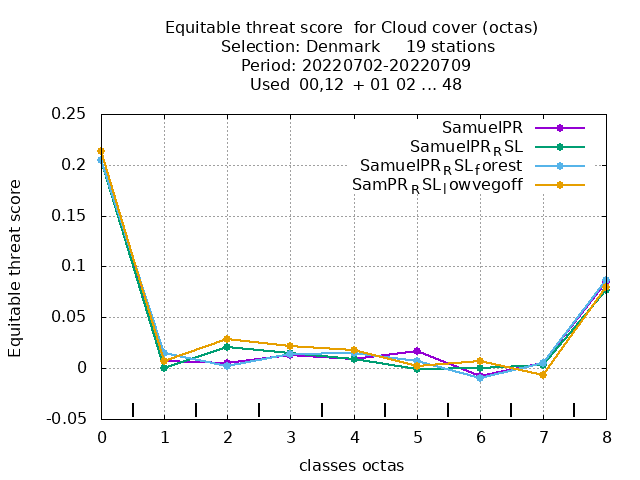 Equitable threat score  for Cloud cover (octas)
Selection: Denmark     19 stations
Period: 20220702-20220709
Used  00,12  + 01 02 ... 48
SamuelPR
SamuelPR_RSL
SamuelPR_RSL_forest
SamPR_RSL_lowvegoff
Equitable threat score
0.25
0.2
0.15
0.1
0.05
0
-0.05
0 1 2 3 4 5 6 7 8
classes octas